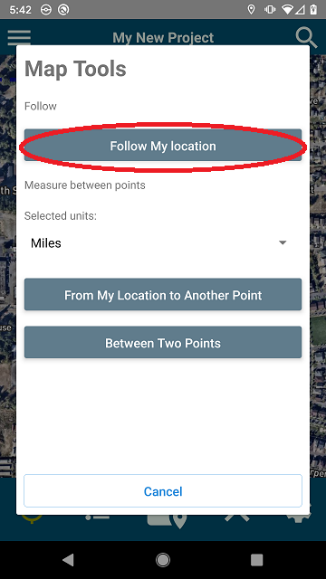 5:42
My New Project
Map Tools
Follow
Follow My location
Measure between points
Selected units:
Miles
From My Location to Another Point
Between Two Points
Cancel